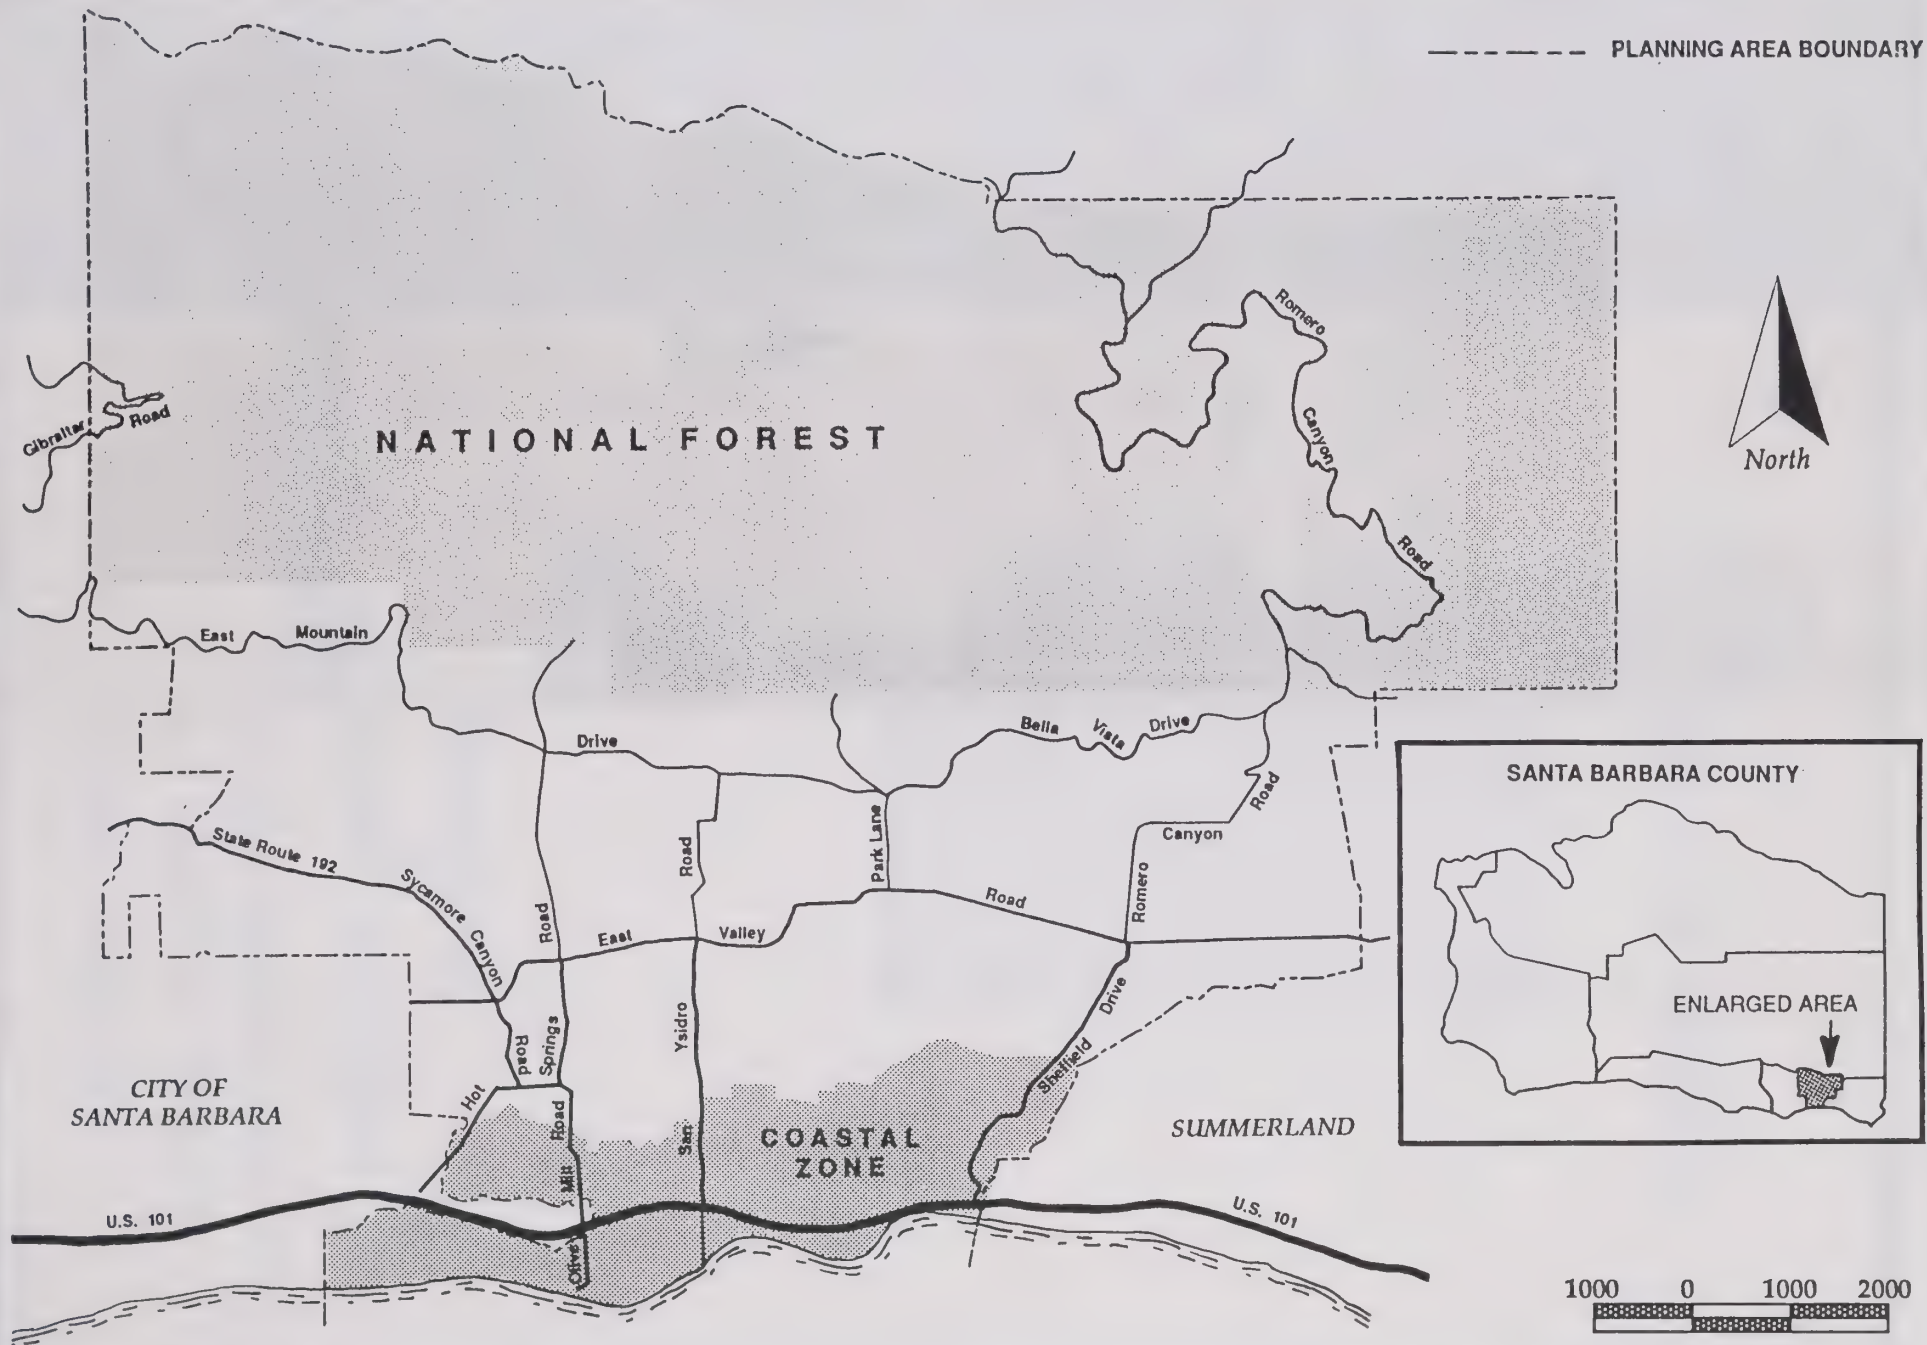 PLANNING AREA BOUNDARY
Romero
Canyon
Road
Gibraltar
Road
NATIONAL FOREST
North
East
Mountain
Drive
Bella
Vista
Drive
Road
Canyon
Romero
SANTA BARBARA COUNTY
ENLARGED AREA
State Route 192
Sycamore
Canyon
Road
Road
Park Lane
Road
East
Valley
Road
Springs
Hot
Ysidro
San
Drive
Sheffield
CITY OF
SANTA BARBARA
Road
Mill
Olive
COASTAL
ZONE
SUMMERLAND
U.S. 101
U.S. 101
1000 0 1000 2000